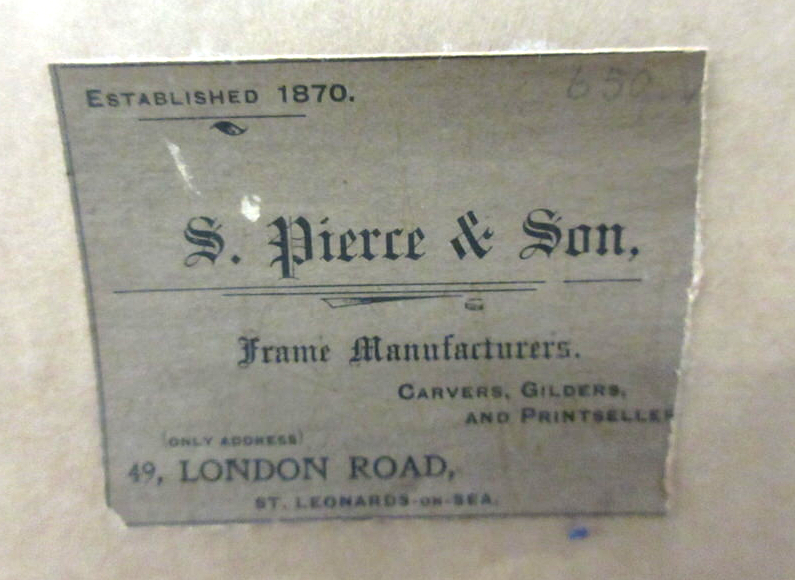 ESTABLISHED 1870.
650
S. Pierce & Son,
Frame Manufacturers.
CARVERS, GILDERS,
AND PRINTSELLER
(ONLY ADDRESS)
49, LONDON ROAD,
ST. LEONARDS-ON-SEA.